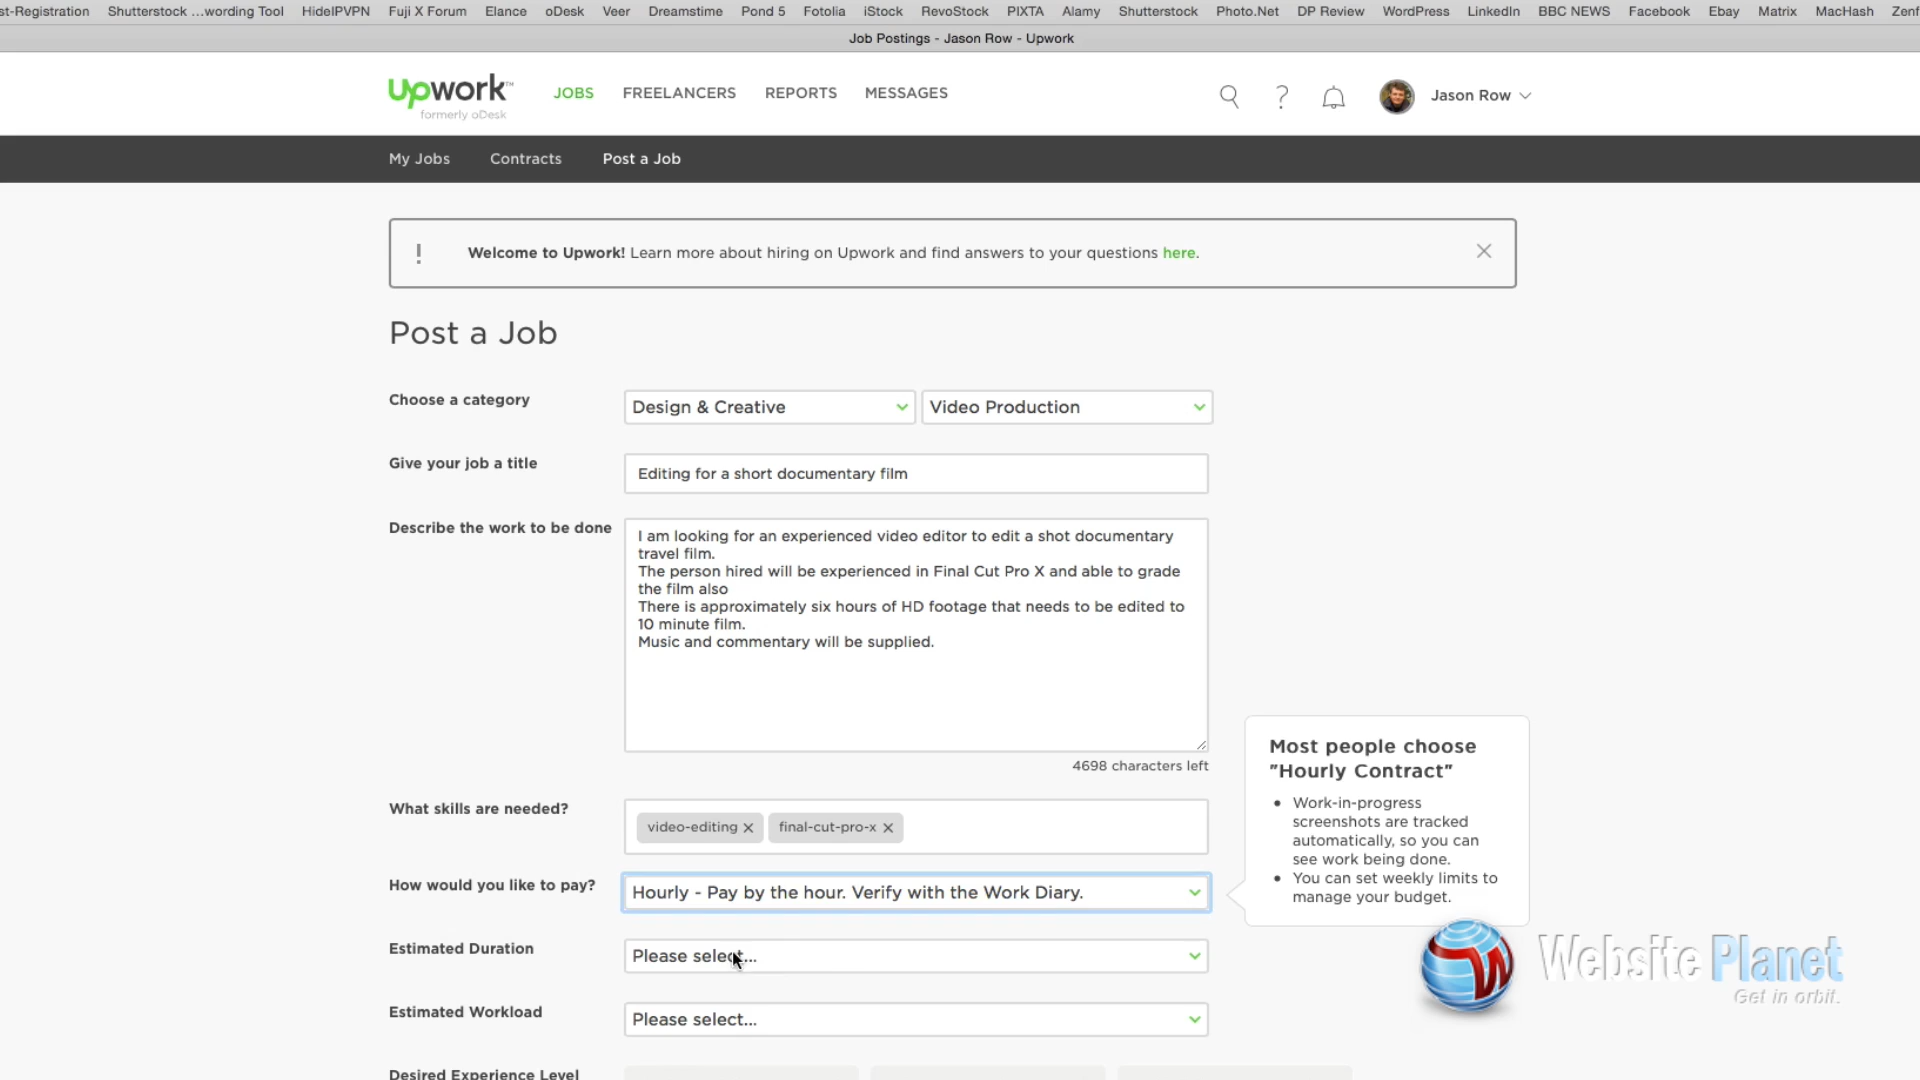 st-Registration Shutterstock ...wording Tool HideIPVPN Fuji X Forum Elance oDesk Veer Dreamstime Pond 5 Fotolia iStock RevoStock PIXTA Alamy Shutterstock Photo.Net DP Review WordPress LinkedIn BBC NEWS Facebook Ebay Matrix MacHash Zenf
Job Postings - Jason Row - Upwork
Upwork™ JOBS FREELANCERS REPORTS MESSAGES ? Jason Row
formerly oDesk
My Jobs Contracts Post a Job
! Welcome to Upwork! Learn more about hiring on Upwork and find answers to your questions here.
Post a Job
Choose a category Design & Creative Video Production
Give your job a title Editing for a short documentary film
Describe the work to be done I am looking for an experienced video editor to edit a shot documentary
travel film.
The person hired will be experienced in Final Cut Pro X and able to grade
the film also
There is approximately six hours of HD footage that needs to be edited to
10 minute film.
Music and commentary will be supplied.
4698 characters left
What skills are needed? video-editing × final-cut-pro-x ×
How would you like to pay? Hourly - Pay by the hour. Verify with the Work Diary.
Most people choose
"Hourly Contract"
• Work-in-progress
screenshots are tracked
automatically, so you can
see work being done.
• You can set weekly limits to
manage your budget.
Estimated Duration Please select...
Estimated Workload Please select...
Desired Experience Level
W Website Planet
Get in orbit.